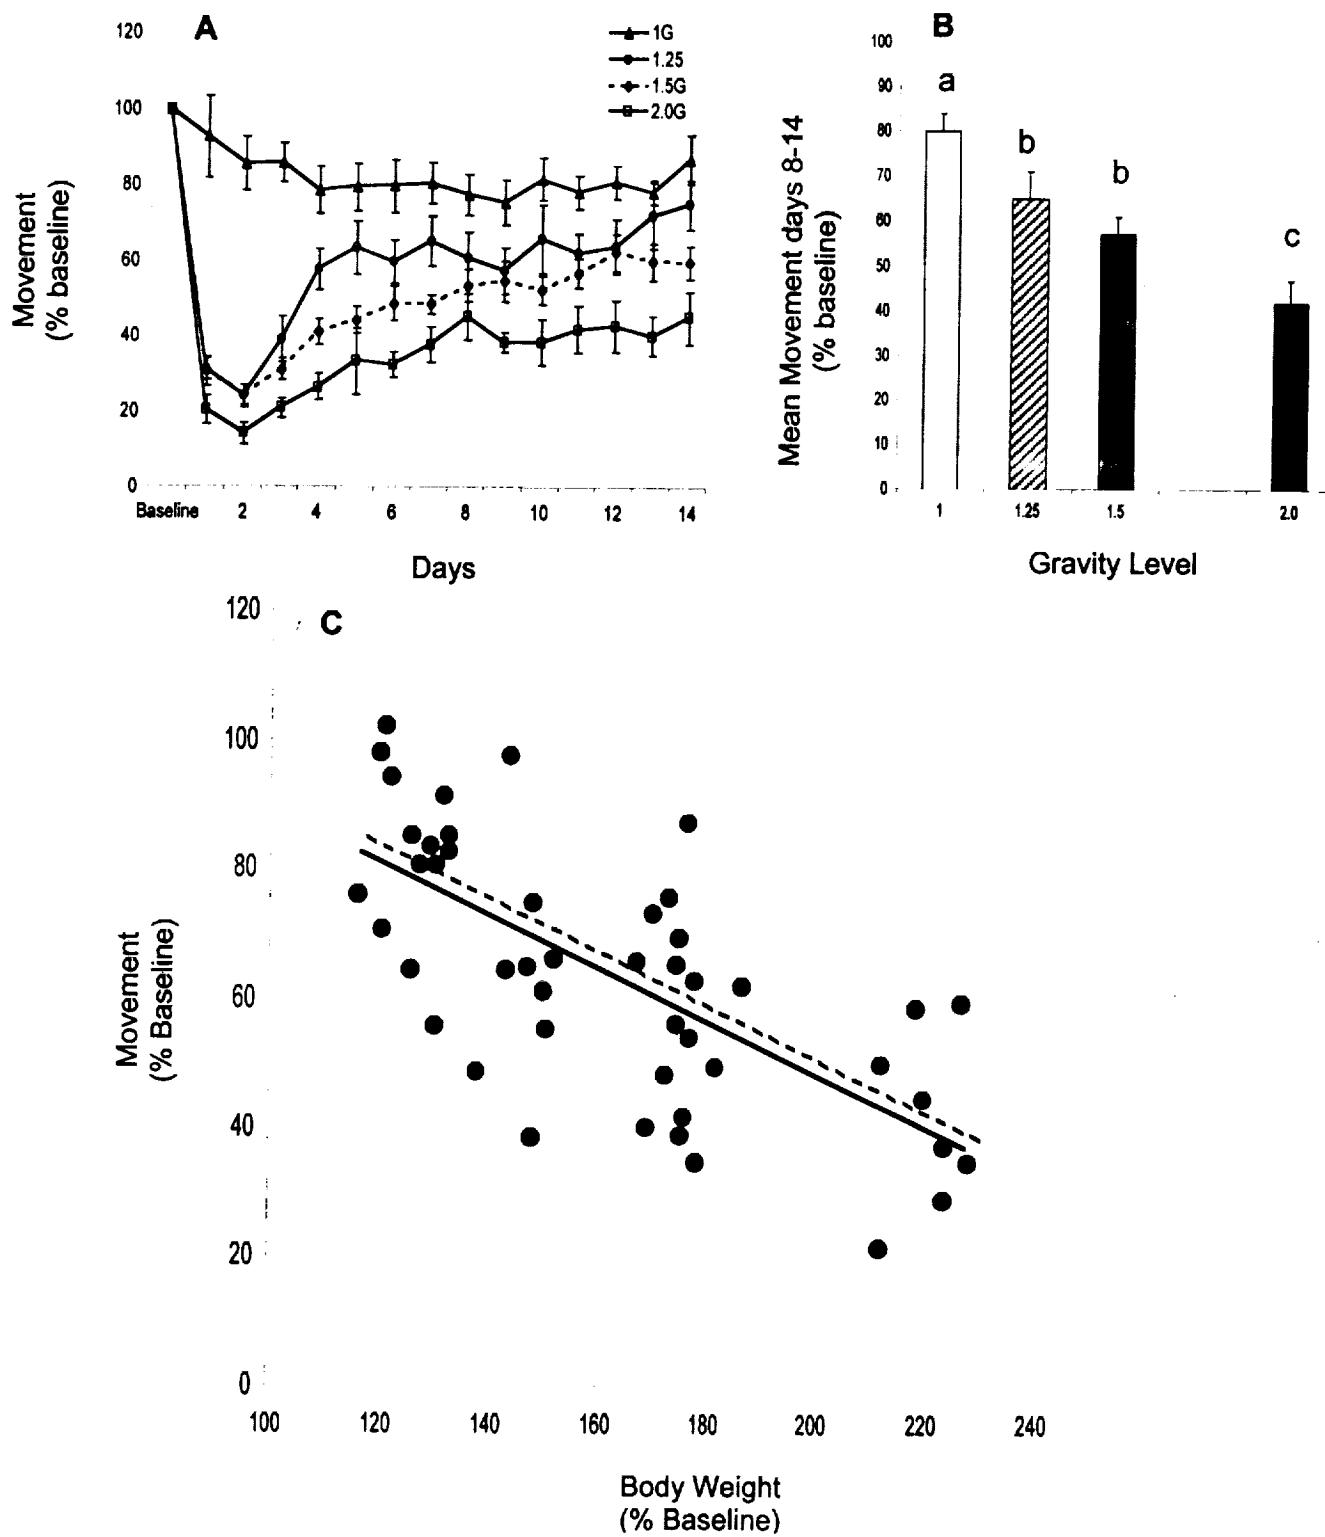 A
120
100
80
60
40
20
0
Movement
(% baseline)
1G
1.25
1.5G
2.0G
Baseline 2 4 6 8 10 12 14
Days
B
100
90
80
70
60
50
40
30
20
10
0
Mean Movement days 8-14
(% baseline)
a
b
b
c
1 1.25 1.5 2.0
Gravity Level
C
120
100
80
60
40
20
0
Movement
(% Baseline)
100 120 140 160 180 200 220 240
Body Weight
(% Baseline)